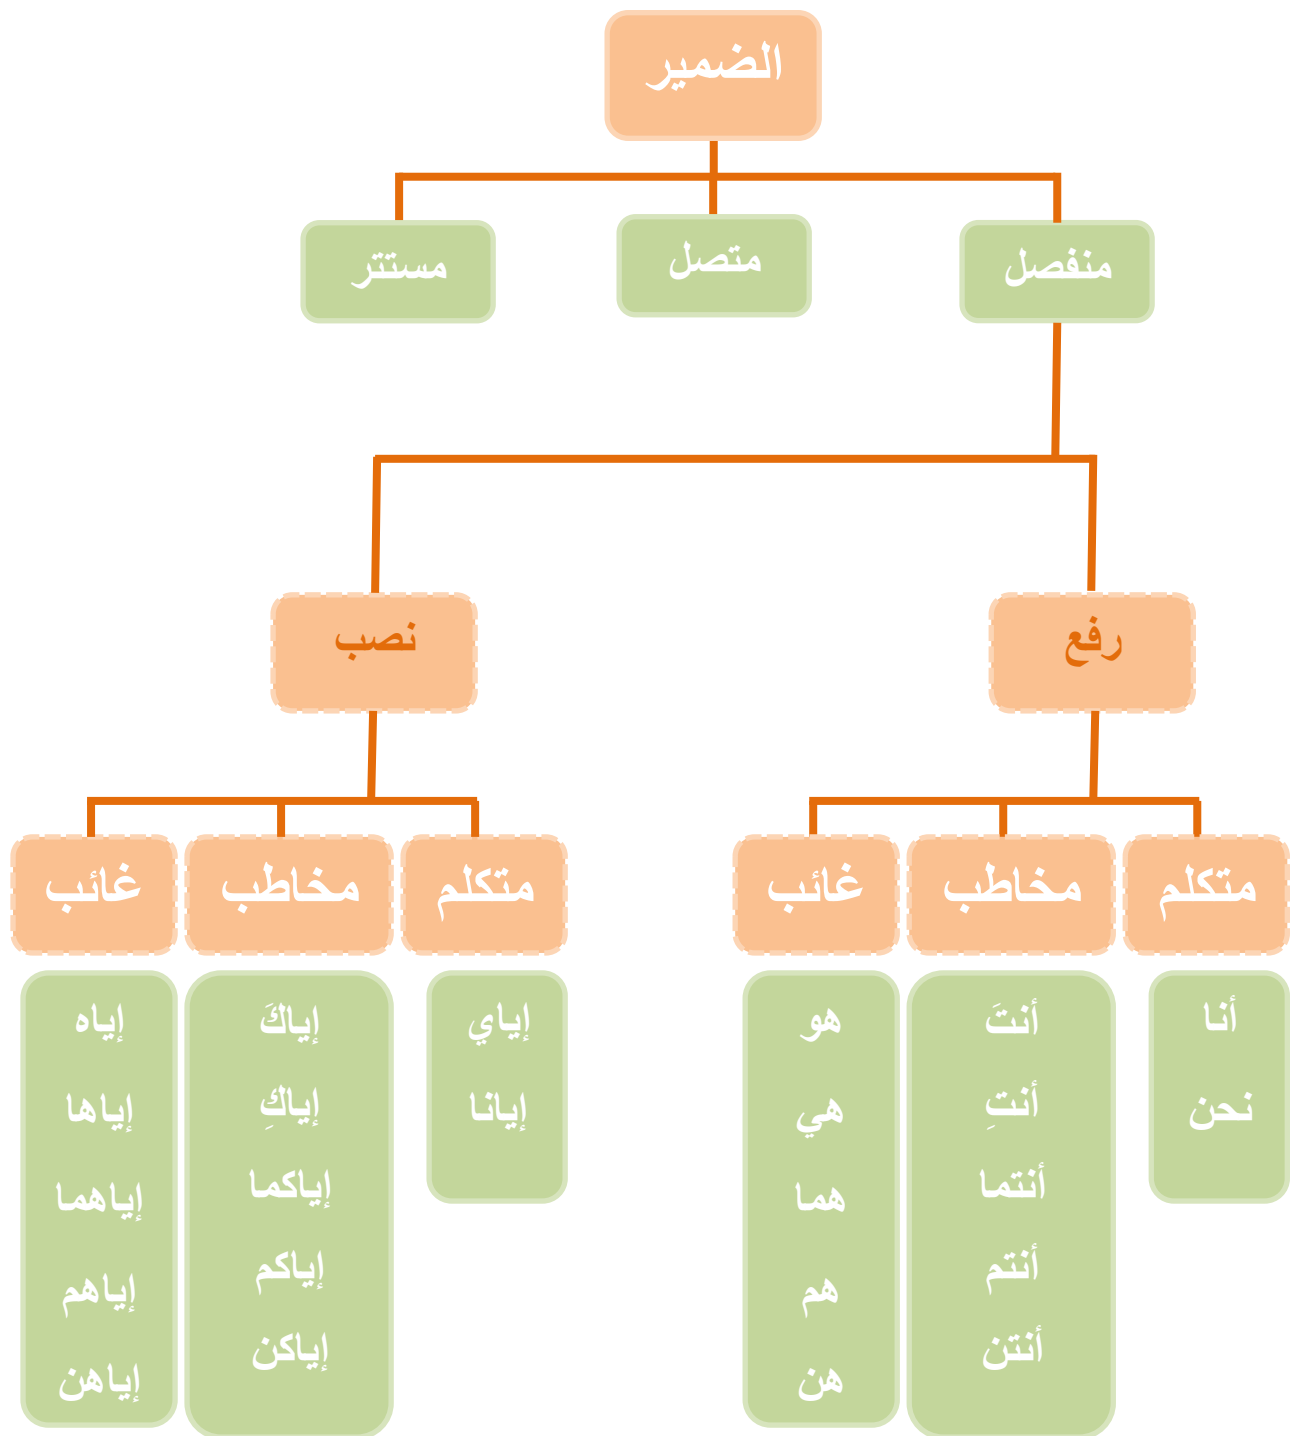 الضمير
منفصل
متصل
مستتر
رفع
نصب
متكلم
مخاطب
غائب
متكلم
مخاطب
غائب
أنا
نحن
أنتَ
أنتِ
أنتما
أنتم
أنتن
هو
هي
هما
هم
هن
إياي
إيانا
إياكَ
إياكِ
إياكما
إياكم
إياكن
إياه
إياها
إياهما
إياهم
إياهن